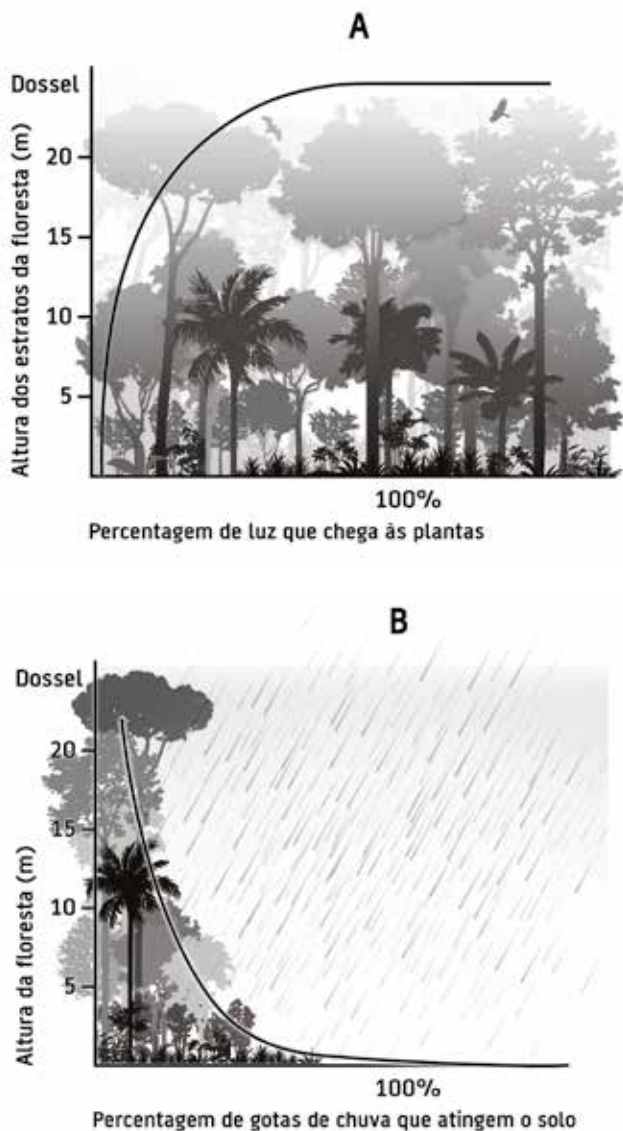 A
Dossel
20
15
10
5
Altura dos estratos da floresta (m)
100%
Percentagem de luz que chega às plantas
B
Dossel
20
15
10
5
Altura da floresta (m)
100%
Percentagem de gotas de chuva que atingem o solo